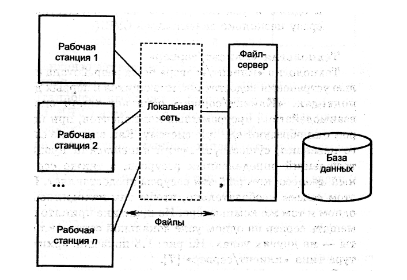 Рабочая
станция 1
Рабочая
станция 2
...
Рабочая
станция n
Локальная
сеть
Файлы
Файл-
сервер
База
данных